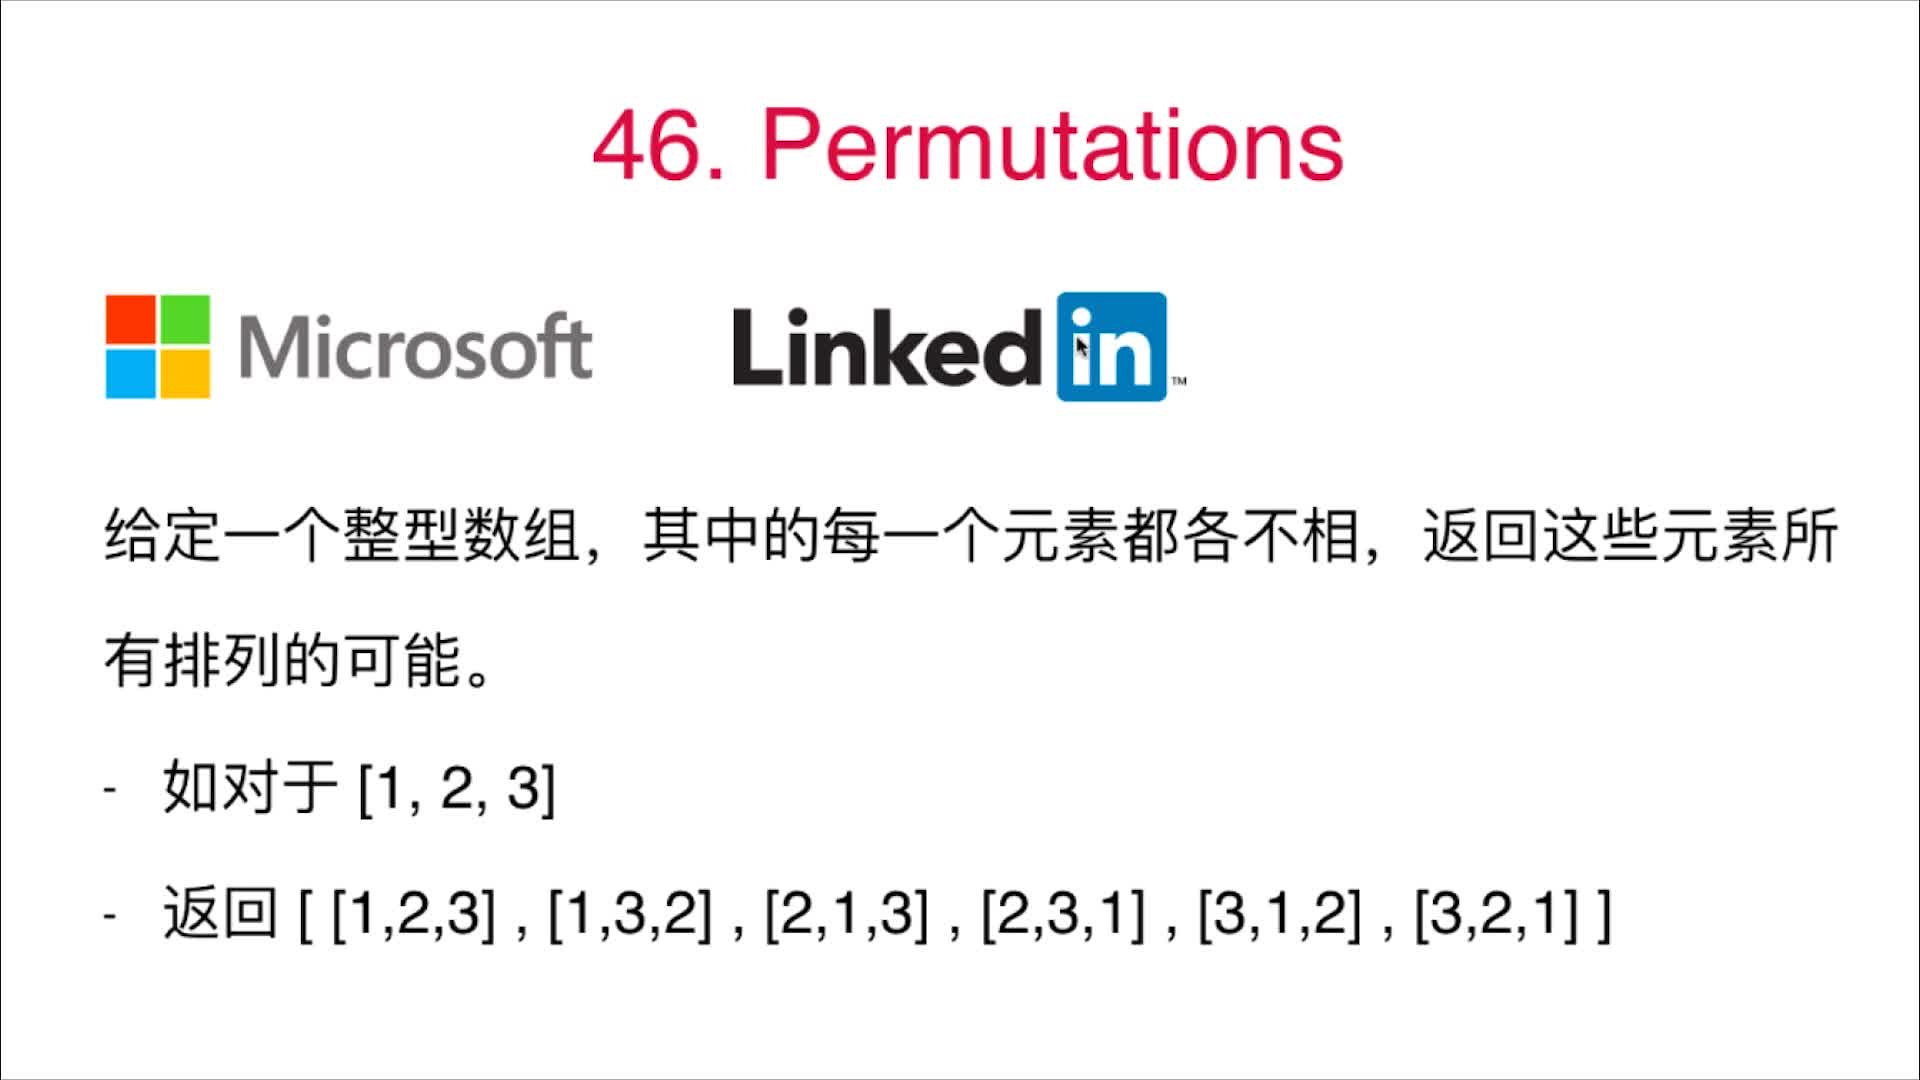 46. Permutations
Microsoft
Linked in ™
给定一个整型数组，其中的每一个元素都各不相，返回这些元素所
有排列的可能。
- 如对于 [1, 2, 3]
- 返回 [ [1,2,3] , [1,3,2] , [2,1,3] , [2,3,1] , [3,1,2] , [3,2,1] ]